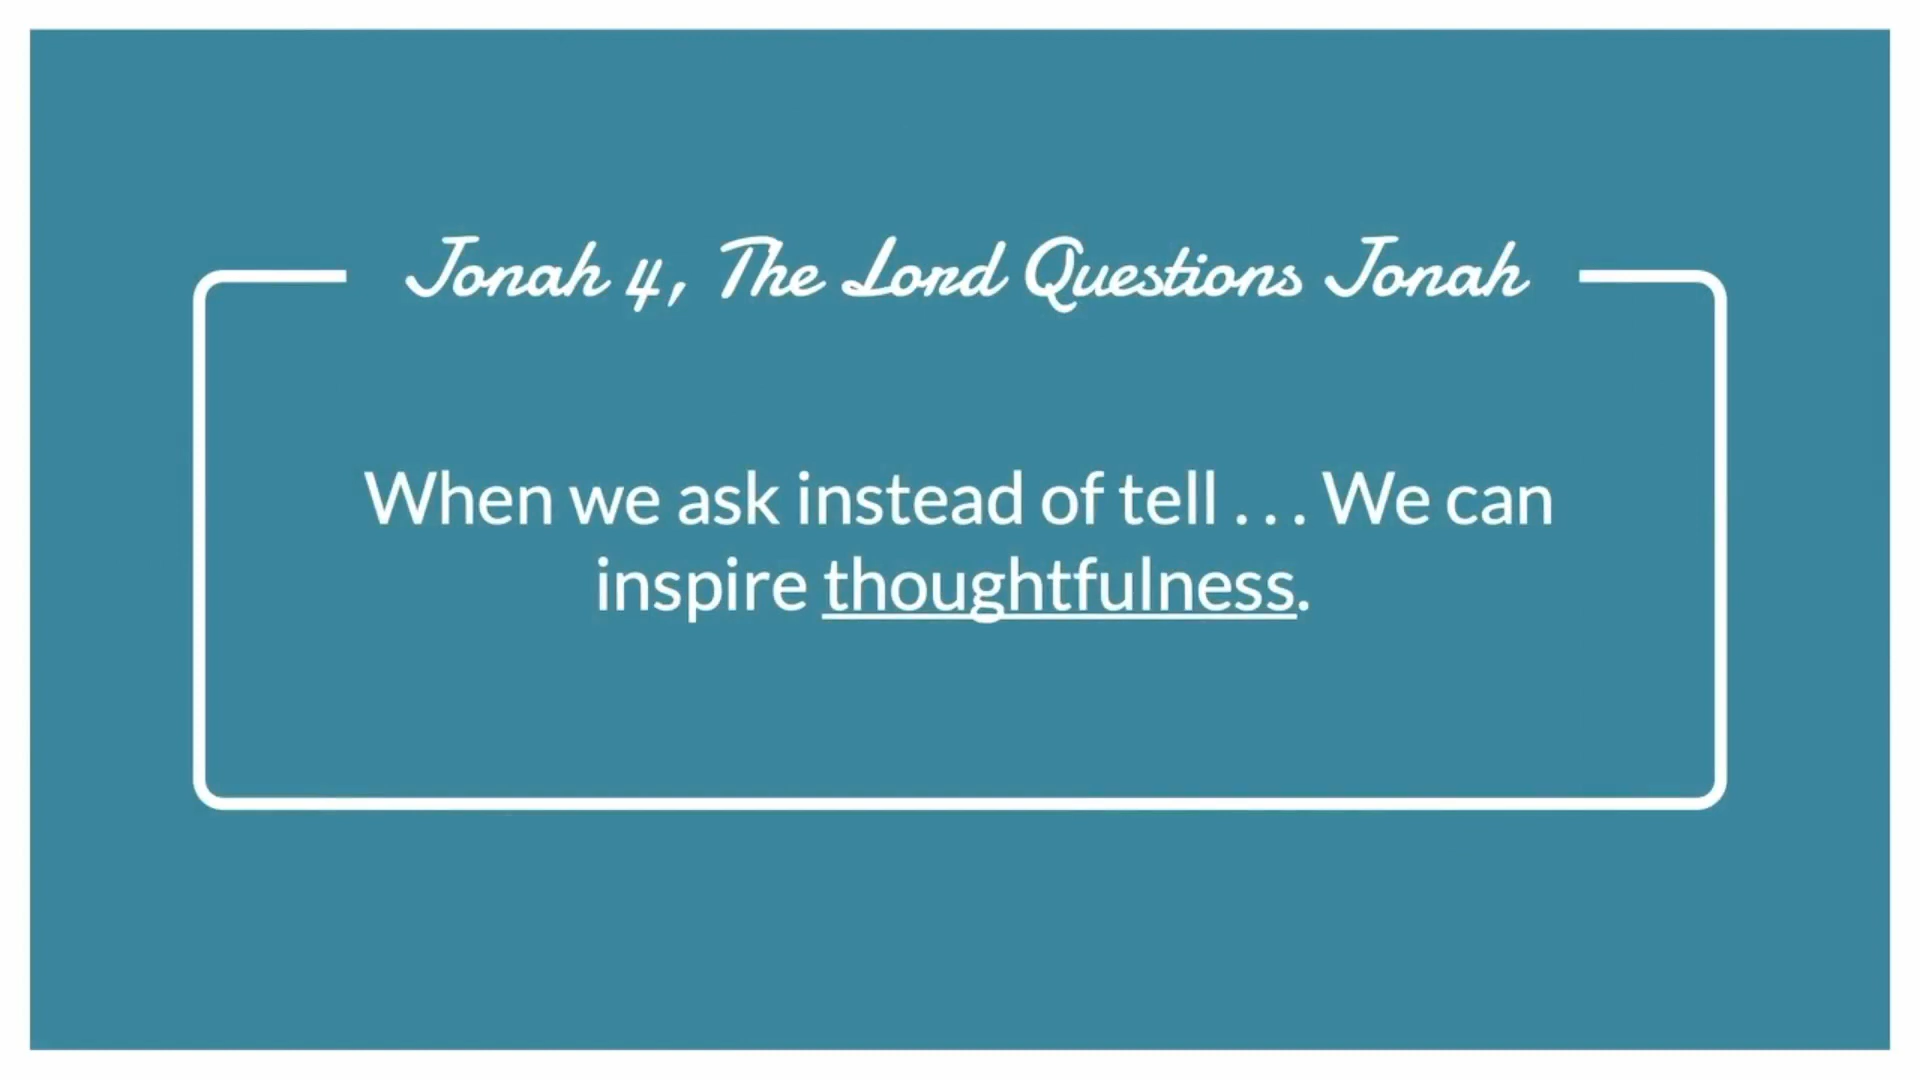 Jonah 4, The Lord Questions Jonah
When we ask instead of tell . . . We can
inspire thoughtfulness.